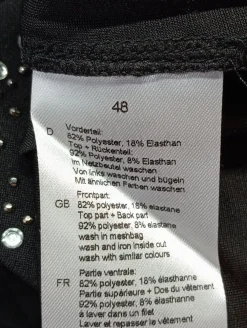 48
D Vorderteil:
82% Polyester, 18% Elasthan
Top + Rückenteil:
92% Polyester, 8% Elasthan
Im Netzbeutel waschen
Von links waschen und bügeln
Mit ähnlichen Farben waschen
Frontpart:
GB 82% polyester, 18% elastane
Top part + Back part
92% polyester, 8% elastane
wash in meshbag
wash and iron inside out
wash with similar colours
Partie ventrale:
FR 82% polyester, 18% élasthanne
Partie supérieure + Dos du vêtement
92% polyester, 8% élasthanne
à laver dans un filet
Laver et repasser le vêtement